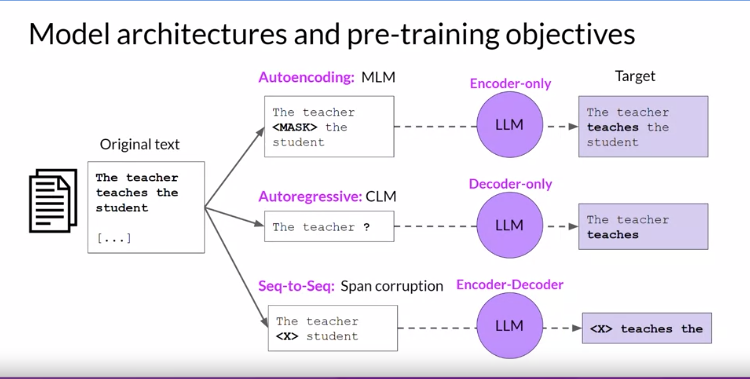 Model architectures and pre-training objectives
Original text
The teacher
teaches the
student
[...]
Autoencoding: MLM
The teacher
<MASK> the
student
Encoder-only
LLM
Target
The teacher
teaches the
student
Autoregressive: CLM
The teacher ?
Decoder-only
LLM
The teacher
teaches
Seq-to-Seq: Span corruption
The teacher
<X> student
Encoder-Decoder
LLM
<X> teaches the